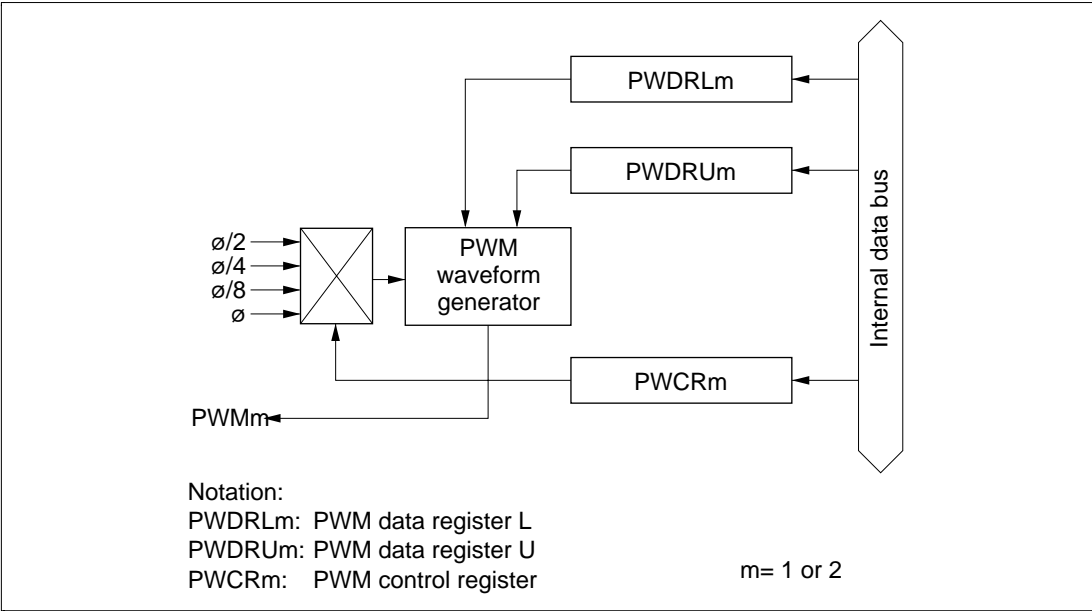 PWDRLm
PWDRUm
Internal data bus
ø/2
ø/4
ø/8
ø
PWM
waveform
generator
PWCRm
PWMm
Notation:
PWDRLm: PWM data register L
PWDRUm: PWM data register U
PWCRm: PWM control register
m= 1 or 2